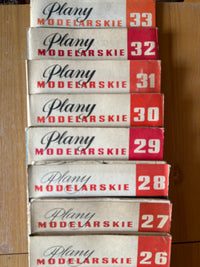 Plany
MODELARSKIE 33
Plany
MODELARSKIE 32
Plany
MODELARSKIE 31
Plany
MODELARSKIE 30
Plany
MODELARSKIE 29
Plany
MODELARSKIE 28
Plany
MODELARSKIE 27
Plany
MODELARSKIE 26